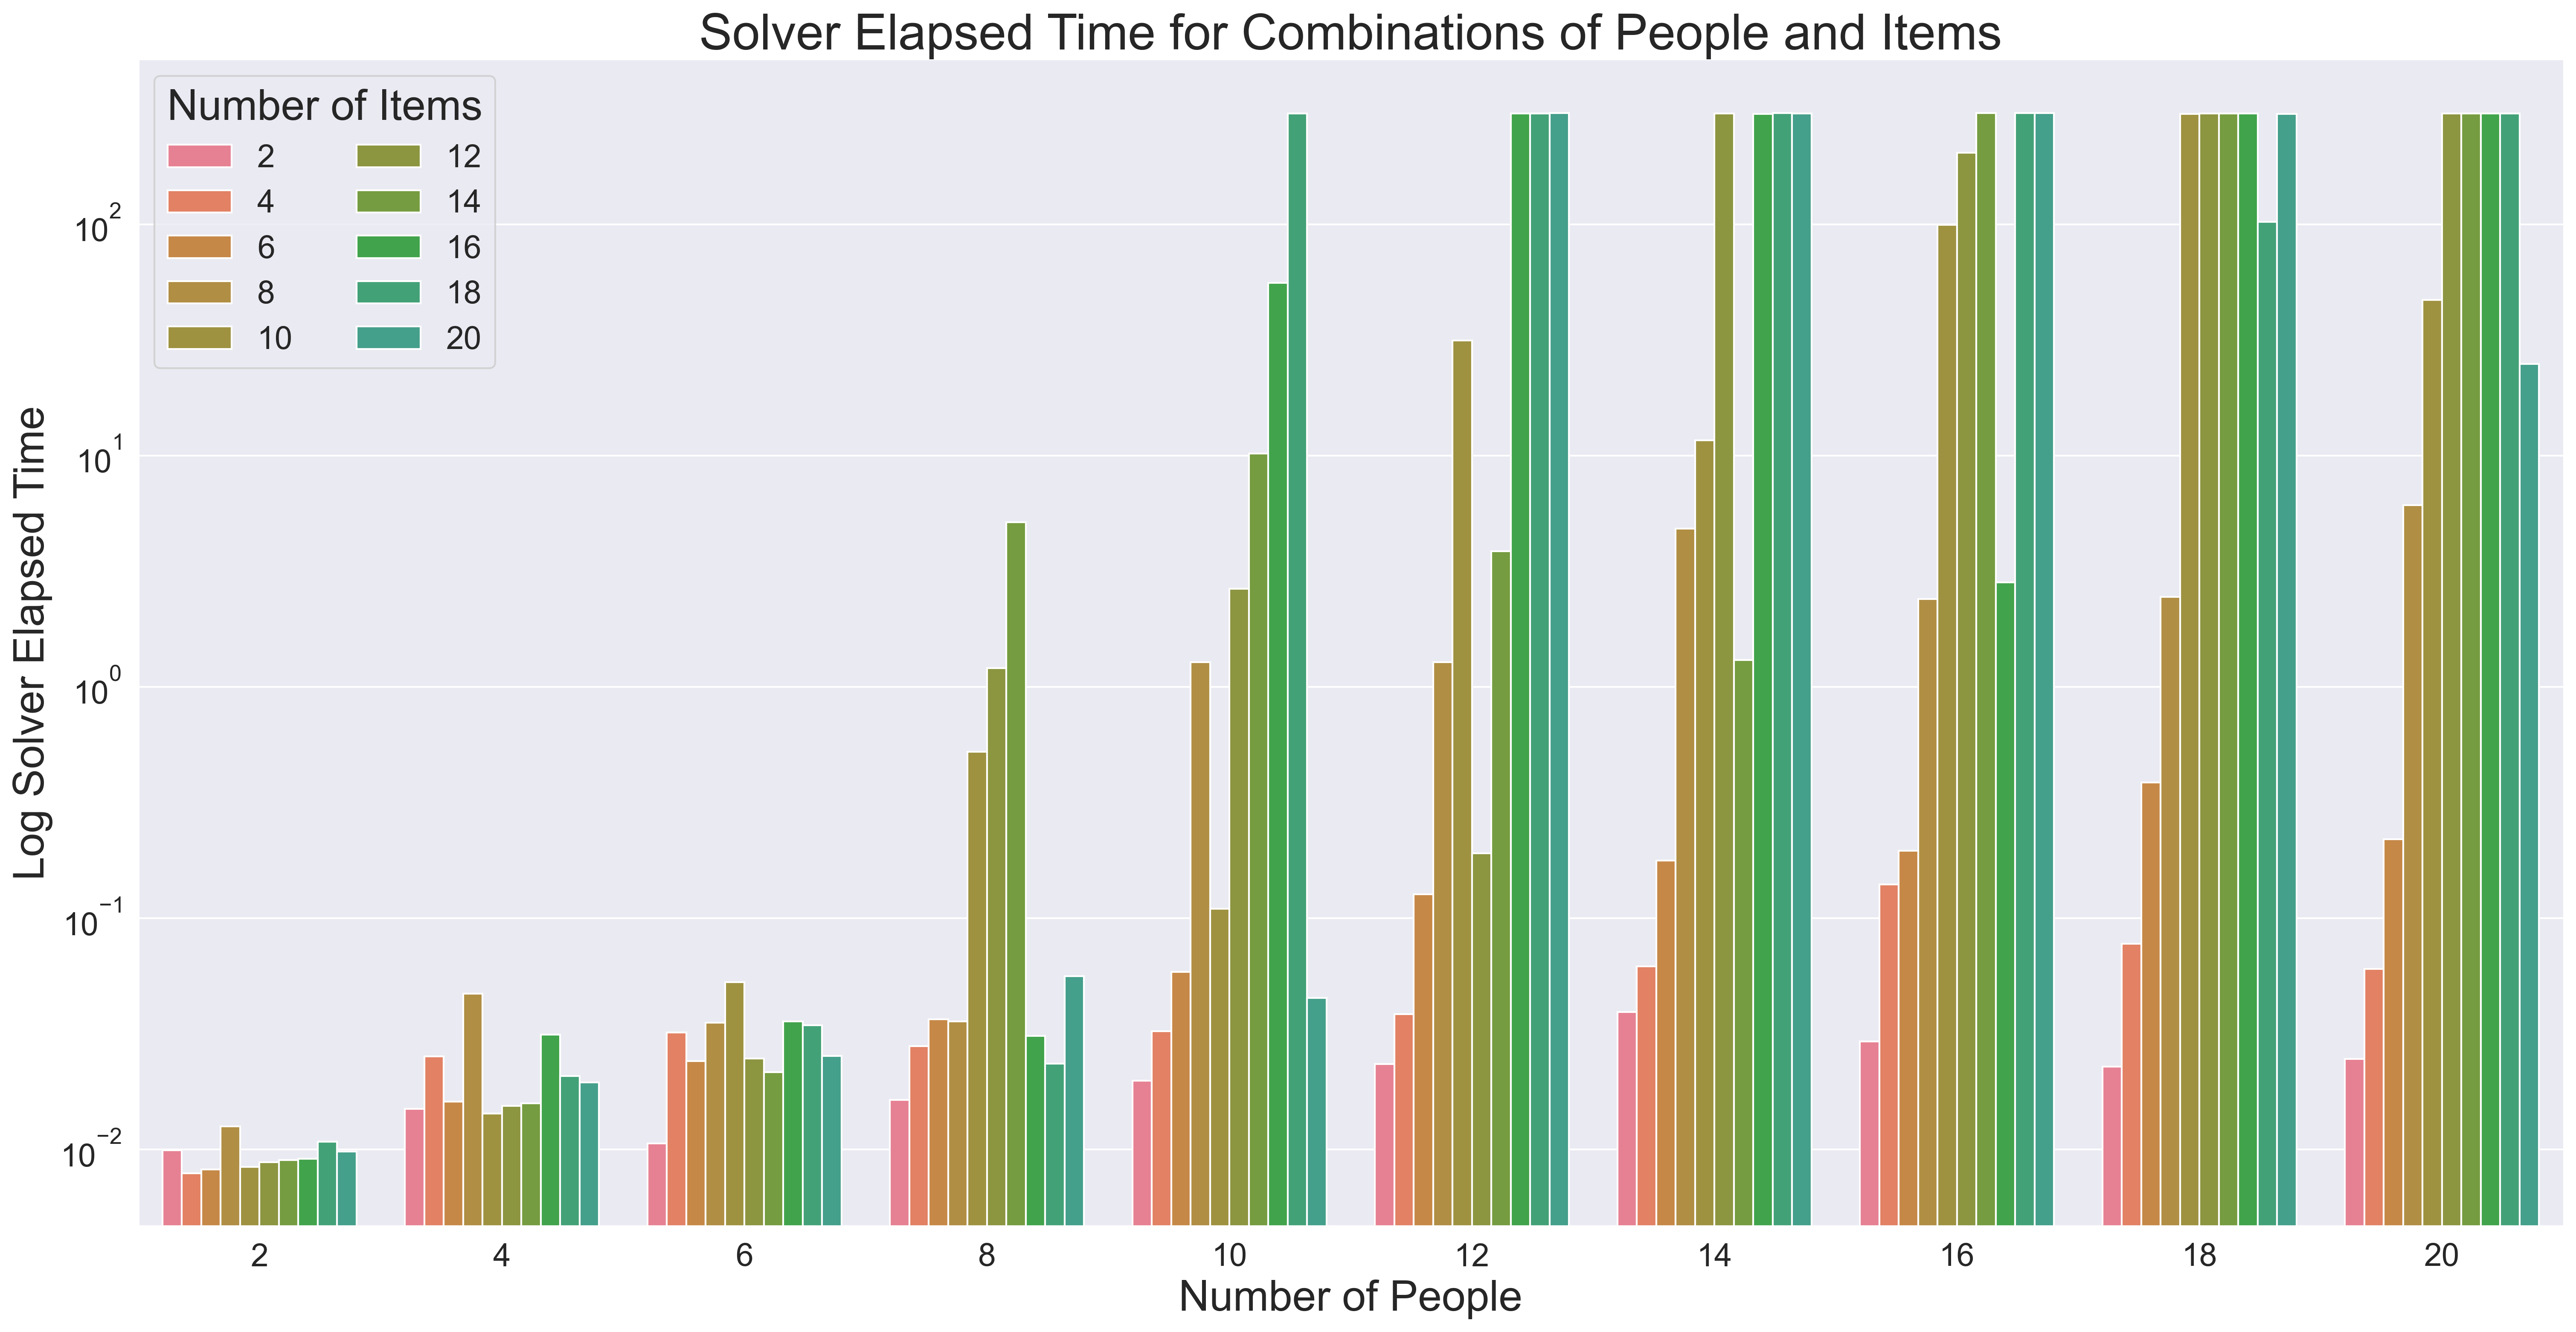 Solver Elapsed Time for Combinations of People and Items
Number of Items
2 12
4 14
6 16
8 18
10 20
10²
10¹
10⁰
10⁻¹
10⁻²
Log Solver Elapsed Time
2 4 6 8 10 12 14 16 18 20
Number of People